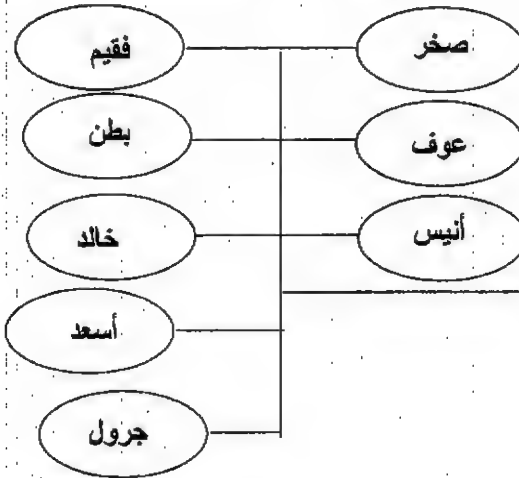 صخر فقيم
عوف بطن
أنيس خالد
أسعد
جرول